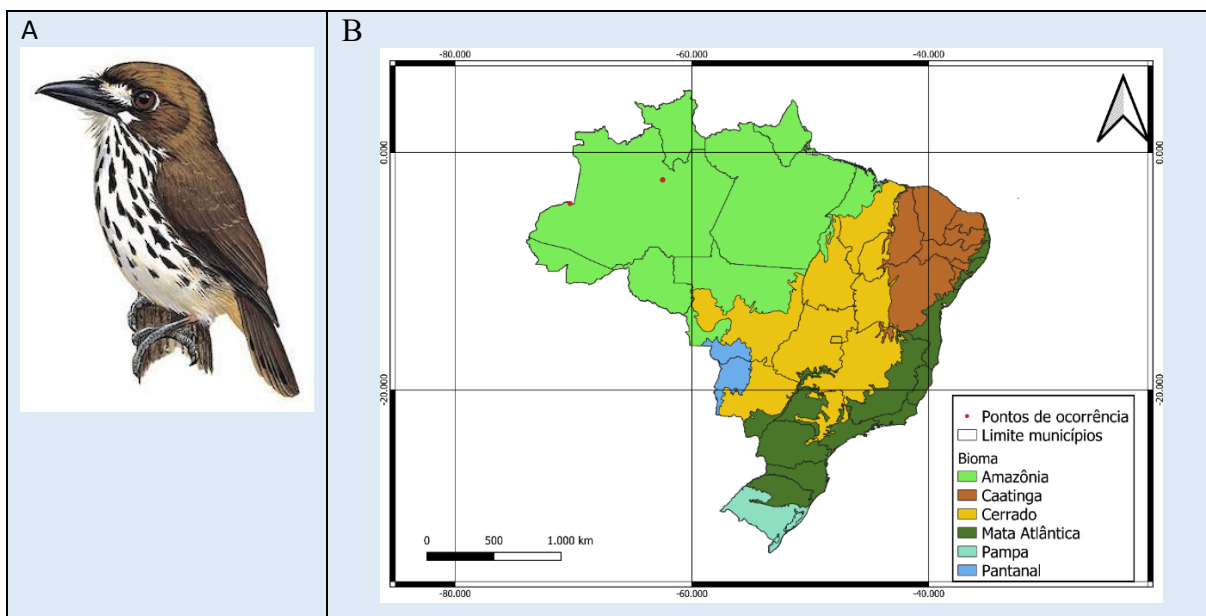 A
B
-80.000 -60.000 -40.000
0.000
0.000
-20.000
-20.000
Pontos de ocorrência
Limite municípios
Bioma
Amazônia
Caatinga
Cerrado
Mata Atlântica
Pampa
Pantanal
0 500 1.000 km
-80.000 -60.000 -40.000